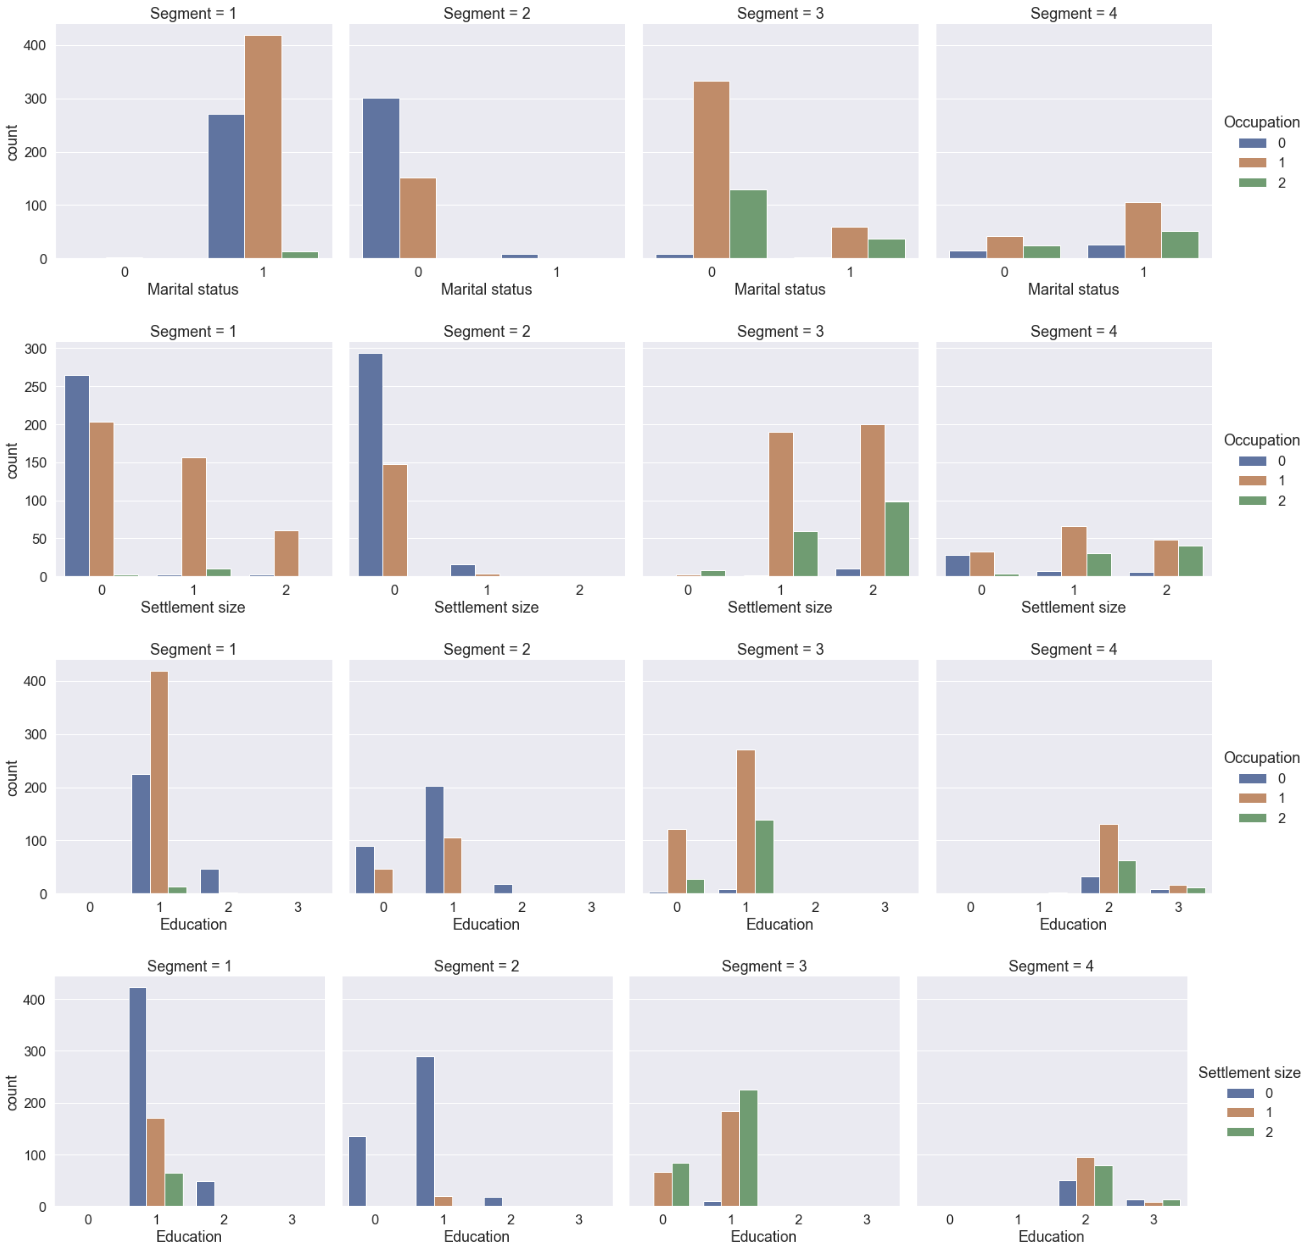 Segment = 1 Segment = 2 Segment = 3 Segment = 4
400
300
200
100
0
count
0 1 0 1 0 1 0 1
Marital status Marital status Marital status Marital status
Occupation
0
1
2
Segment = 1 Segment = 2 Segment = 3 Segment = 4
300
250
200
150
100
50
0
count
0 1 2 0 1 2 0 1 2 0 1 2
Settlement size Settlement size Settlement size Settlement size
Occupation
0
1
2
Segment = 1 Segment = 2 Segment = 3 Segment = 4
400
300
200
100
0
count
0 1 2 3 0 1 2 3 0 1 2 3 0 1 2 3
Education Education Education Education
Occupation
0
1
2
Segment = 1 Segment = 2 Segment = 3 Segment = 4
400
300
200
100
0
count
0 1 2 3 0 1 2 3 0 1 2 3 0 1 2 3
Education Education Education Education
Settlement size
0
1
2